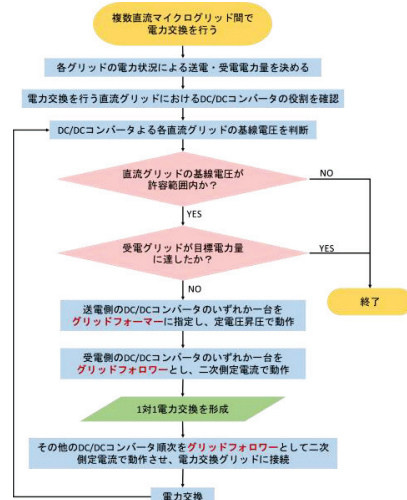 複数直流マイクログリッド間で
電力交換を行う
各グリッドの電力状況による送電・受電電力量を決める
電力交換を行う直流グリッドにおけるDC/DCコンバータの役割を確認
DC/DCコンバータよる各直流グリッドの基線電圧を判断
直流グリッドの基線電圧が
許容範囲内か?
NO
YES
受電グリッドが目標電力量
に達したか?
YES
NO
終了
送電側のDC/DCコンバータのいずれか一台を
グリッドフォーマーに指定し、定電圧昇圧で動作
受電側のDC/DCコンバータのいずれか一台を
グリッドフォロワーとし、二次側定電流で動作
1対1電力交換を形成
その他のDC/DCコンバータ順次をグリッドフォロワーとして二次
側定電流で動作させ、電力交換グリッドに接続
電力交換